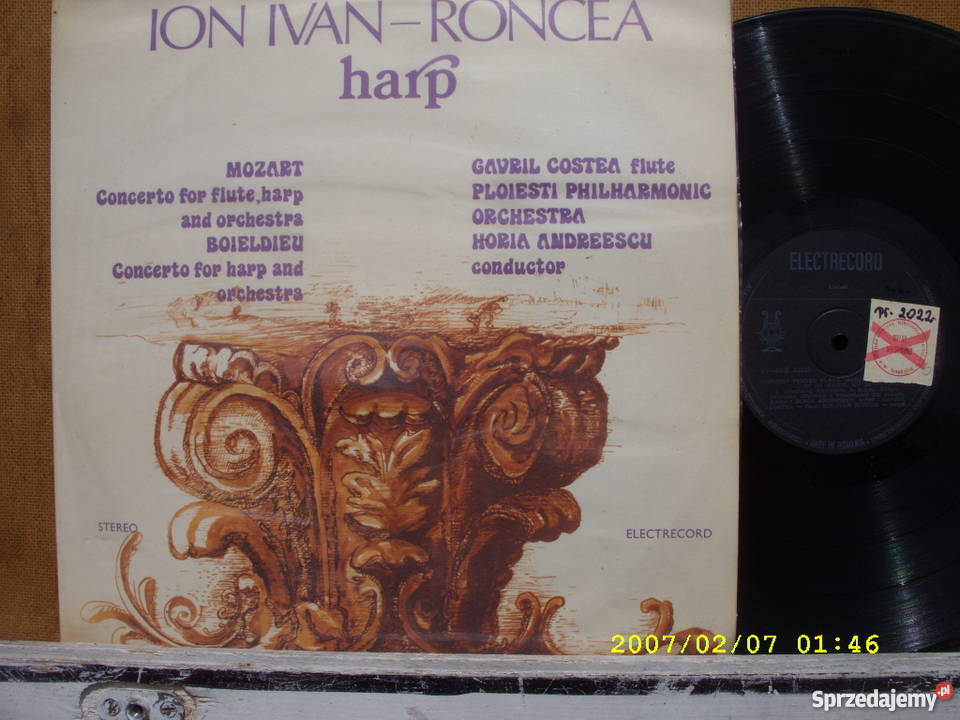 ION IVAN–RONCEA
harp
MOZART
Concerto for flute, harp
and orchestra
BOIELDIEU
Concerto for harp and
orchestra
GAVRIL COSTEA flute
PLOIESTI PHILHARMONIC
ORCHESTRA
HORIA ANDREESCU
conductor
STEREO
ELECTRECORD
ELECTRECORD
pr. 2022
MADE IN ROMANIA
2007/02/07 01:46
Sprzedajemy.pl